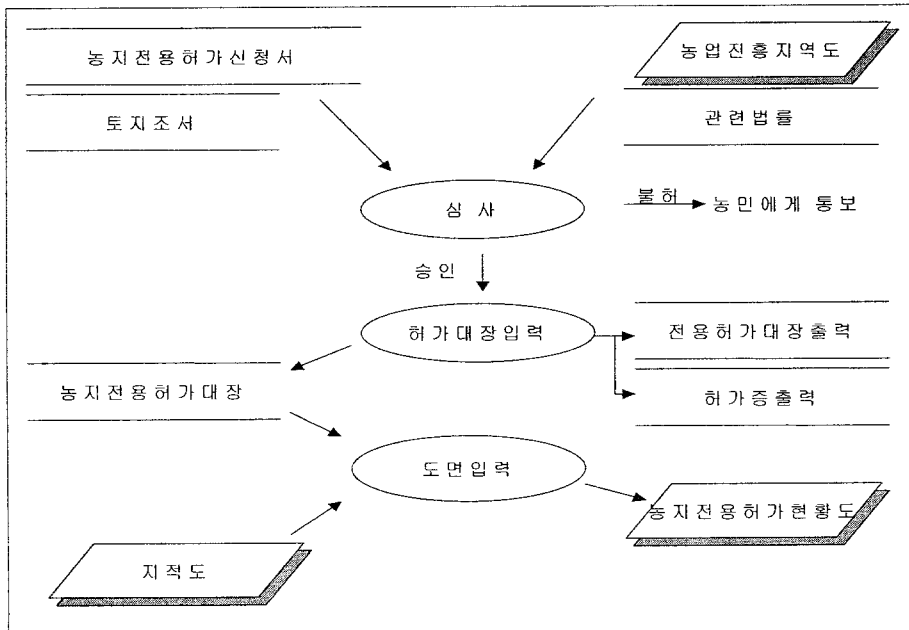 농지전용허가신청서
농업진흥지역도
토지조서
관련법률
심사
불허
농민에게 통보
승인
허가대장입력
전용허가대장출력
농지전용허가대장
허가증출력
도면입력
농지전용허가현황도
지적도